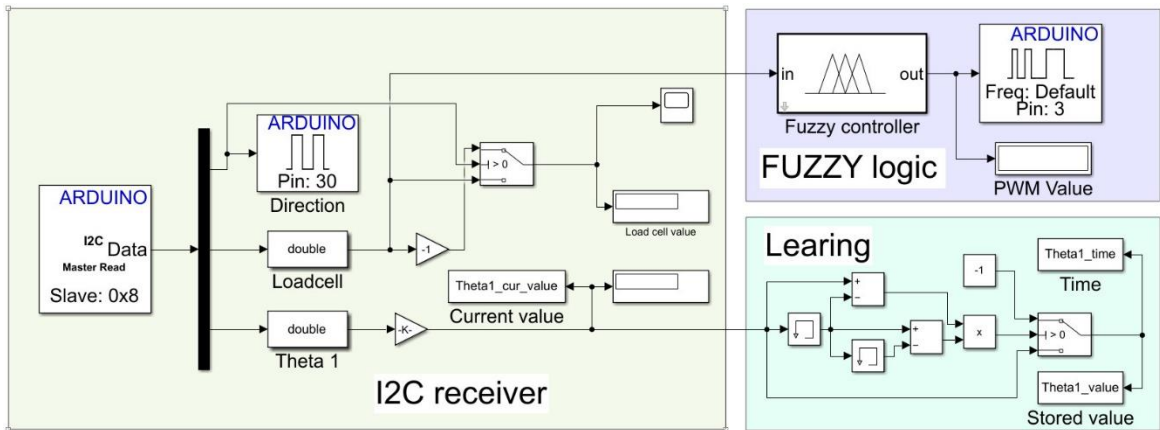 ARDUINO
I2C
Data
Master Read
Slave: 0x8
ARDUINO
Pin: 30
Direction
double
Loadcell
double
Theta 1
-1
-K-
> 0
Load cell value
Theta1_cur_value
Current value
I2C receiver
in
out
Fuzzy controller
ARDUINO
Freq: Default
Pin: 3
FUZZY logic
PWM Value
Learing
+
−
+
−
x
-1
> 0
Theta1_time
Time
Theta1_value
Stored value